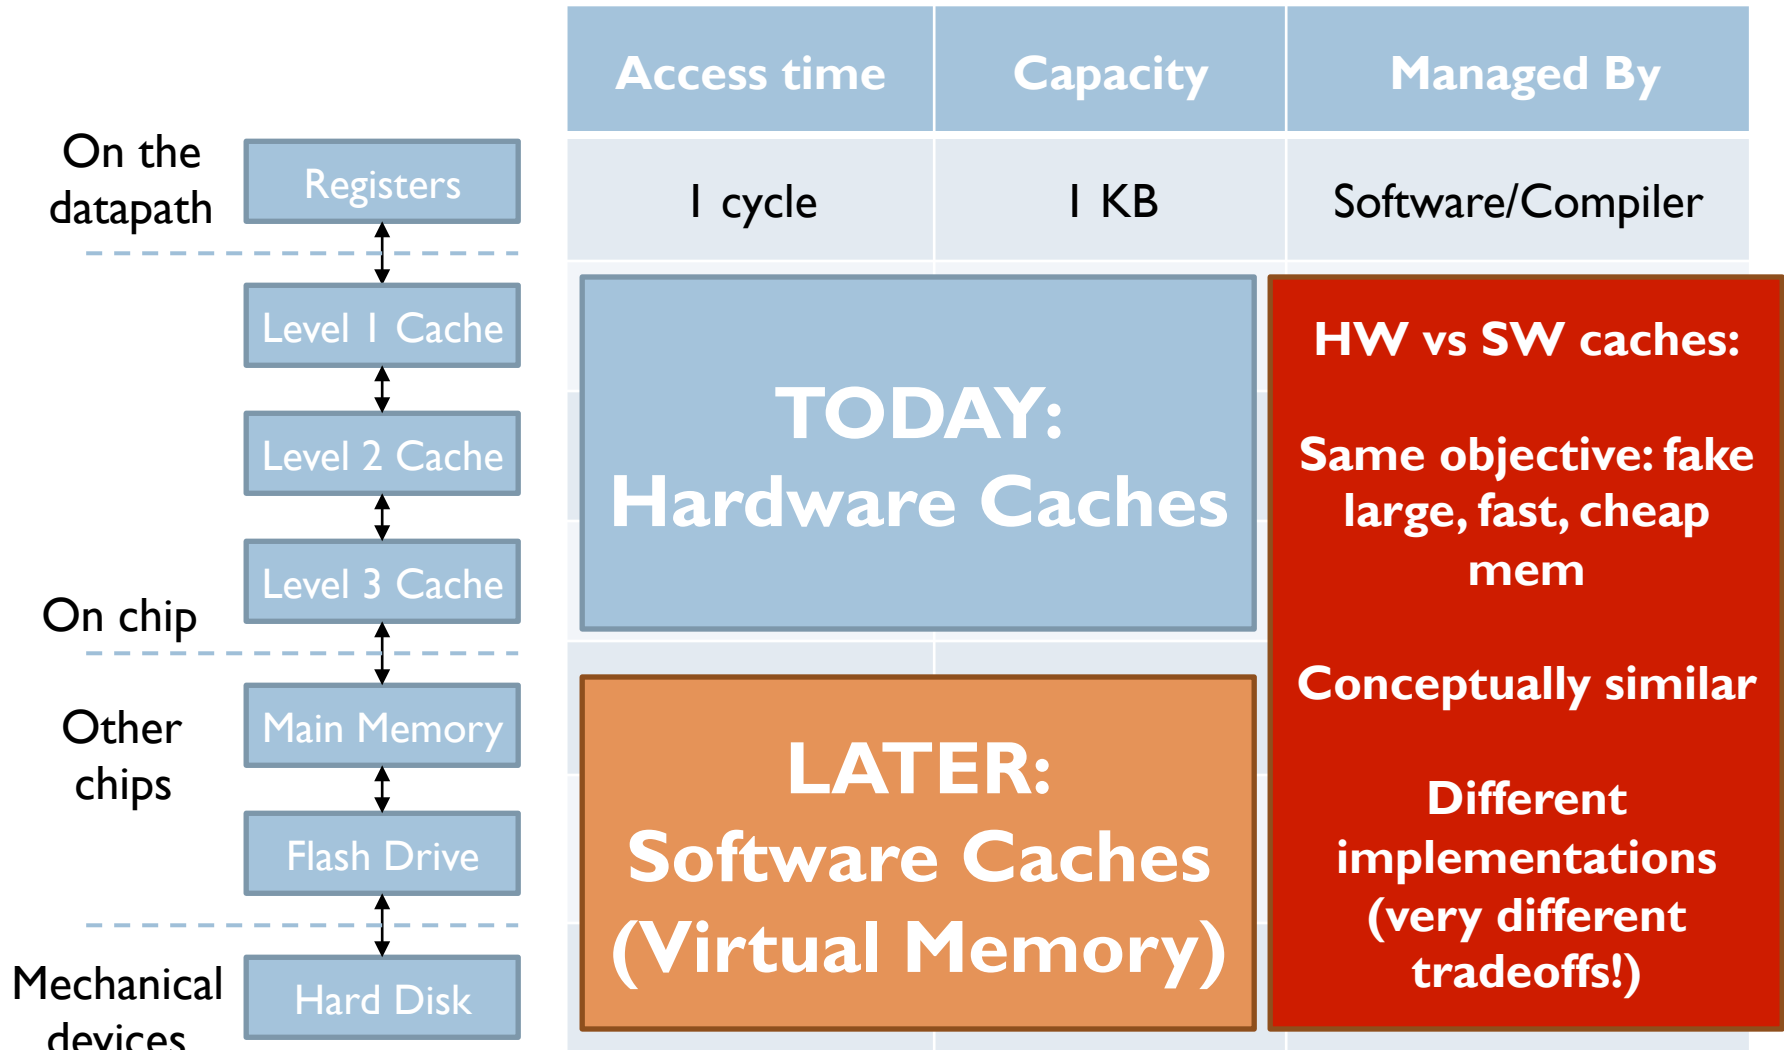 Access time
Capacity
Managed By
On the
datapath
Registers
1 cycle
1 KB
Software/Compiler
Level 1 Cache
Level 2 Cache
Level 3 Cache
On chip
TODAY:
Hardware Caches
HW vs SW caches:
Same objective: fake
large, fast, cheap
mem
Conceptually similar
Different
implementations
(very different
tradeoffs!)
Other
chips
Main Memory
Flash Drive
LATER:
Software Caches
(Virtual Memory)
Mechanical
devices
Hard Disk